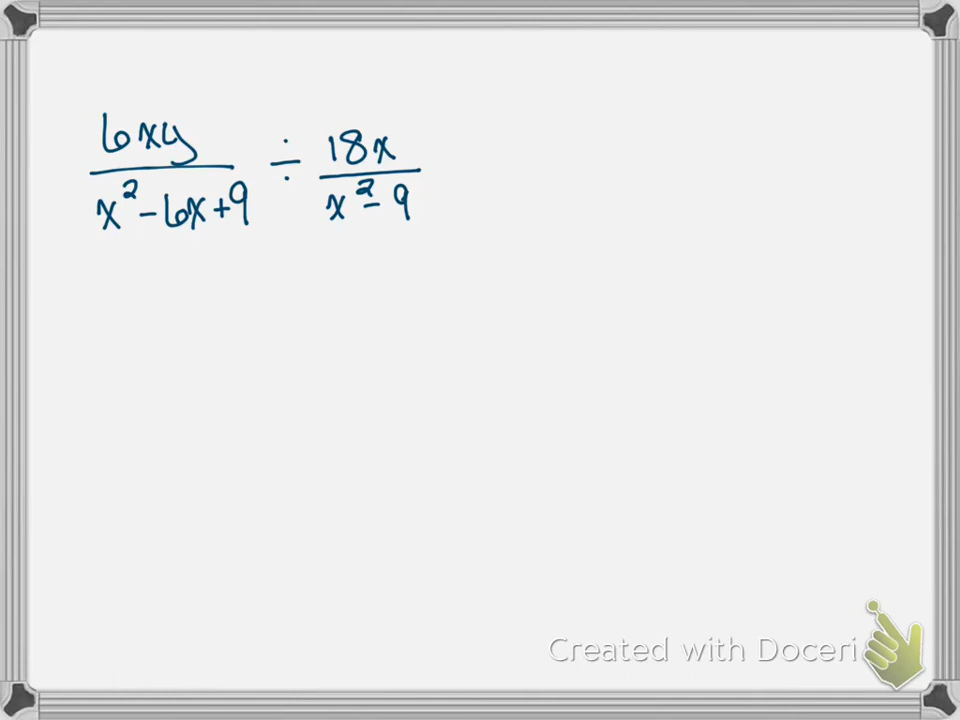 6xy/(x² - 6x + 9) ÷ 18x/(x² - 9)
Created with Doceri